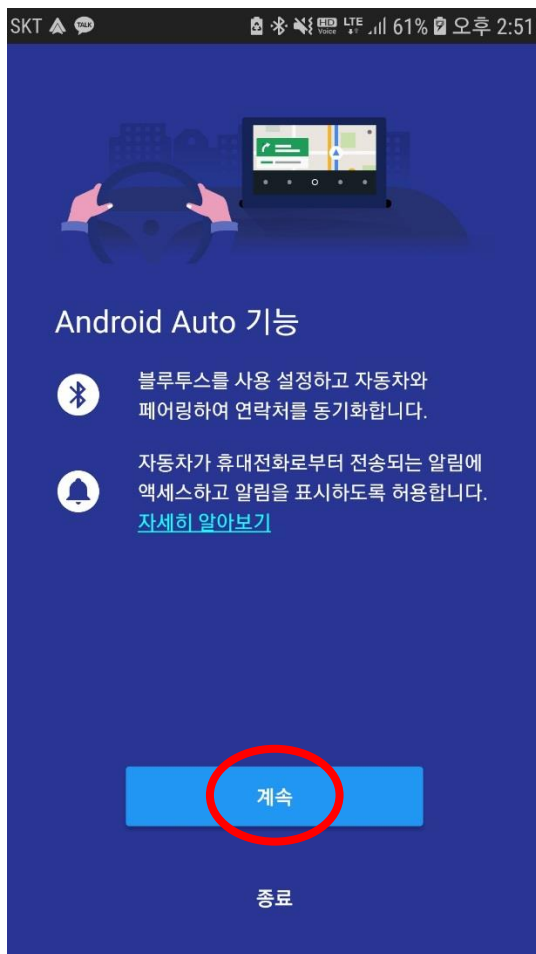 SKT TALK HD Voice LTE 61% 오후 2:51
Android Auto 기능
블루투스를 사용 설정하고 자동차와
페어링하여 연락처를 동기화합니다.
자동차가 휴대전화로부터 전송되는 알림에
액세스하고 알림을 표시하도록 허용합니다.
자세히 알아보기
계속
종료